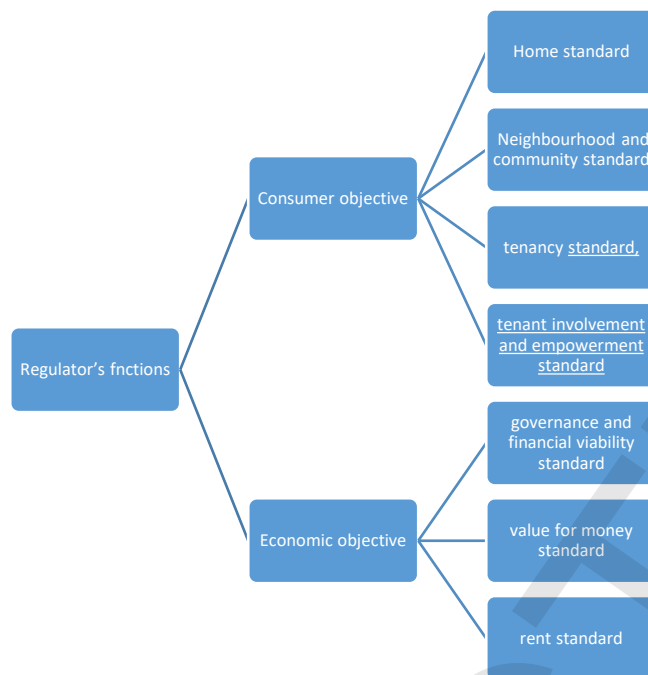 Home standard
Neighbourhood and
community standard
Consumer objective
tenancy standard,
tenant involvement
and empowerment
standard
Regulator's fnctions
governance and
financial viability
standard
Economic objective
value for money
standard
rent standard